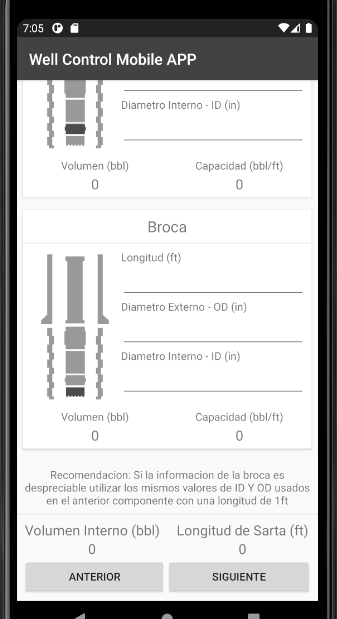 7:05
Well Control Mobile APP
Diametro Interno - ID (in)
Volumen (bbl) Capacidad (bbl/ft)
0 0
Broca
Longitud (ft)
Diametro Externo - OD (in)
Diametro Interno - ID (in)
Volumen (bbl) Capacidad (bbl/ft)
0 0
Recomendacion: Si la informacion de la broca es
despreciable utilizar los mismos valores de ID Y OD usados
en el anterior componente con una longitud de 1ft
Volumen Interno (bbl) Longitud de Sarta (ft)
0 0
ANTERIOR SIGUIENTE